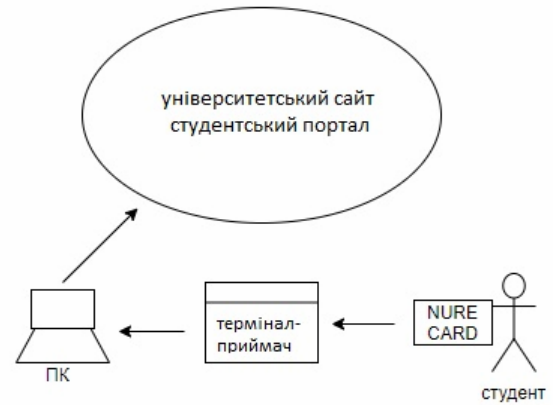 університетський сайт
студентський портал
термінал-
приймач
NURE
CARD
ПК
студент